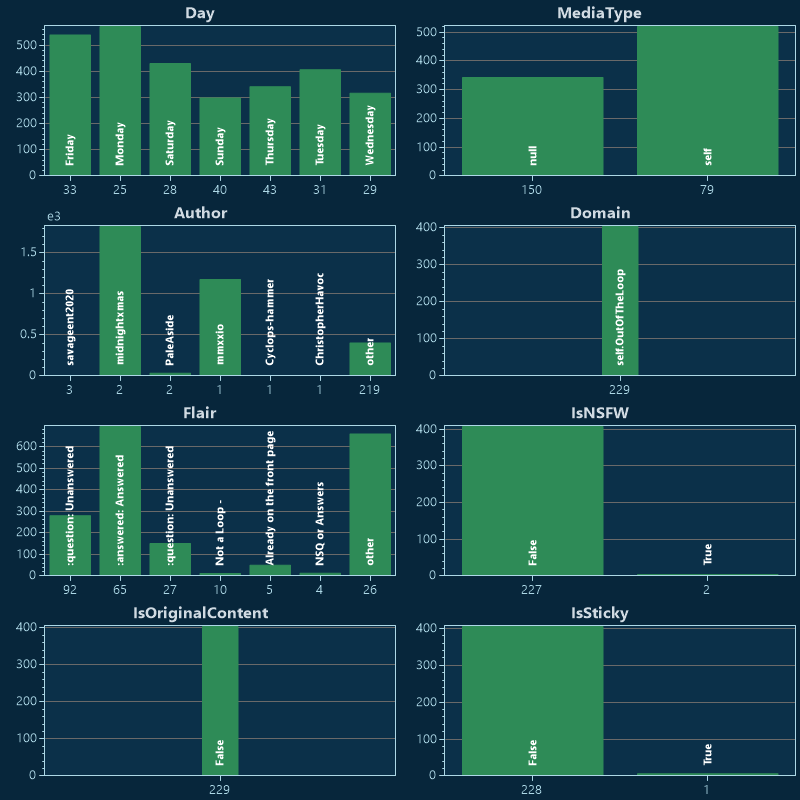 Day
500
400
300
200
100
0
Friday
Monday
Saturday
Sunday
Thursday
Tuesday
Wednesday
33 25 28 40 43 31 29
MediaType
500
400
300
200
100
0
null
self
150 79
Author
1e3
1.5
1
0.5
0
savageent2020
midnightxmas
PaleAside
mmxxio
Cyclops-hammer
ChristopherHavoc
other
3 2 2 1 1 1 219
Domain
400
300
200
100
0
self.OutOfTheLoop
229
Flair
600
500
400
300
200
100
0
:question: Unanswered
:answered: Answered
:question: Unanswered
Not a Loop -
Already on the front page
NSQ or Answers
other
92 65 27 10 5 4 26
IsNSFW
400
300
200
100
0
False
True
227 2
IsOriginalContent
400
300
200
100
0
False
229
IsSticky
400
300
200
100
0
False
True
228 1